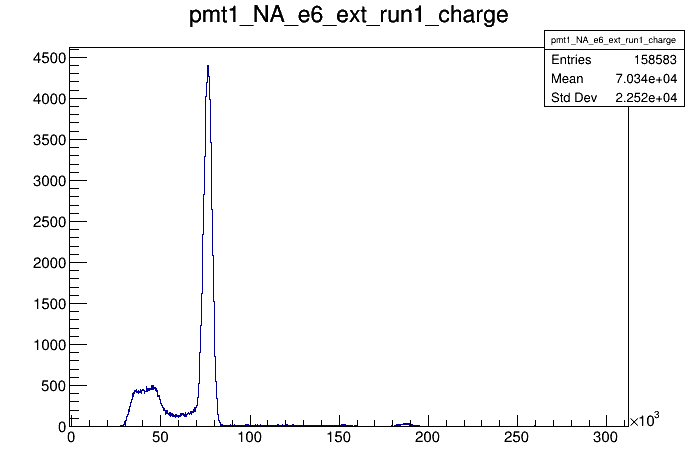 pmt1_NA_e6_ext_run1_charge
pmt1_NA_e6_ext_run1_charge
Entries 158583
Mean 7.034e+04
Std Dev 2.252e+04
4500
4000
3500
3000
2500
2000
1500
1000
500
0
0 50 100 150 200 250 300
×10³